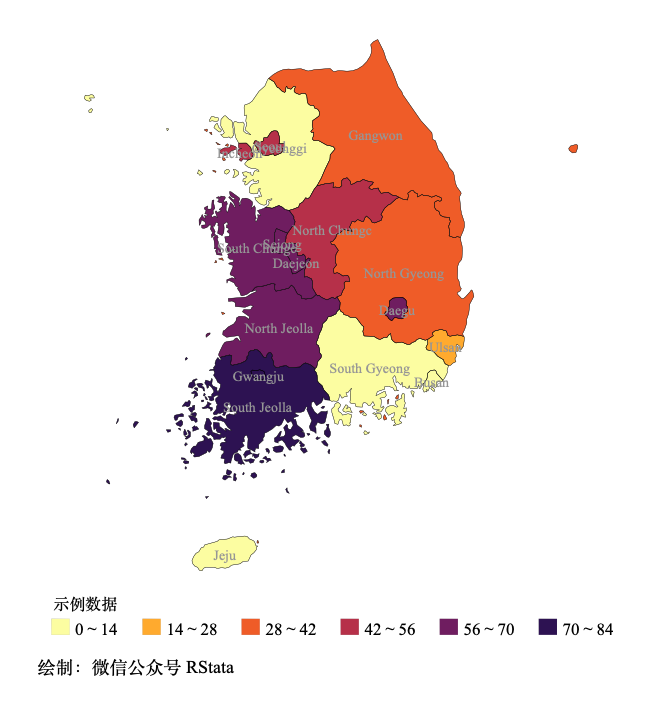 Gangwon
Seoul
Gyeonggi
Incheon
North Chungc
Sejong
South Chungc
Daejeon
North Gyeong
Daegu
North Jeolla
Ulsan
South Gyeong
Gwangju
Busan
South Jeolla
Jeju
示例数据
0 ~ 14 14 ~ 28 28 ~ 42 42 ~ 56 56 ~ 70 70 ~ 84
绘制：微信公众号 RStata